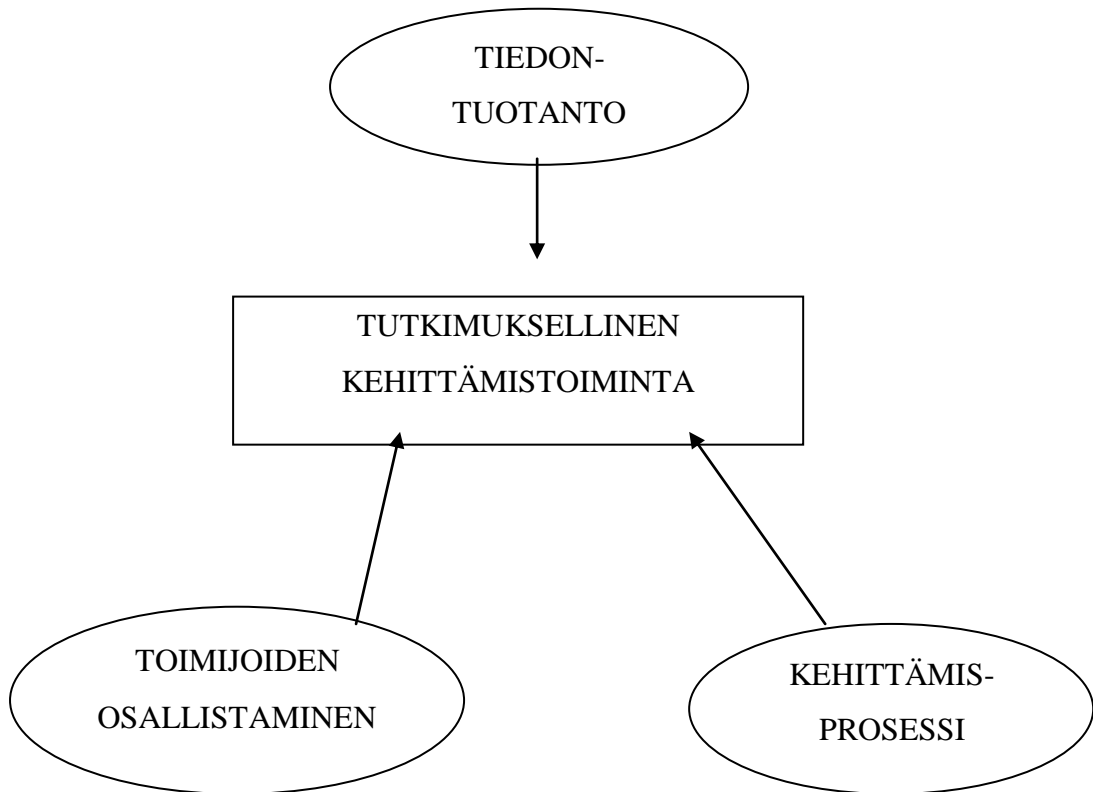 TIEDON-
TUOTANTO
TUTKIMUKSELLINEN
KEHITTÄMISTOIMINTA
TOIMIJOIDEN
OSALLISTAMINEN
KEHITTÄMIS-
PROSESSI